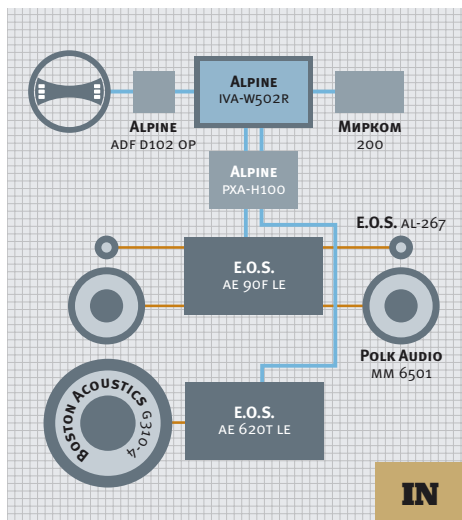 ALPINE
IVA-W502R
ALPINE
ADF D102 OP
МИРКОМ
200
ALPINE
PXA-H100
E.O.S. AL-267
E.O.S.
AE 90F LE
POLK AUDIO
MM 6501
BOSTON ACOUSTICS G310-4
E.O.S.
AE 620T LE
IN